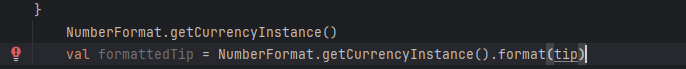 }
NumberFormat.getCurrencyInstance()
val formattedTip = NumberFormat.getCurrencyInstance().format(tip)